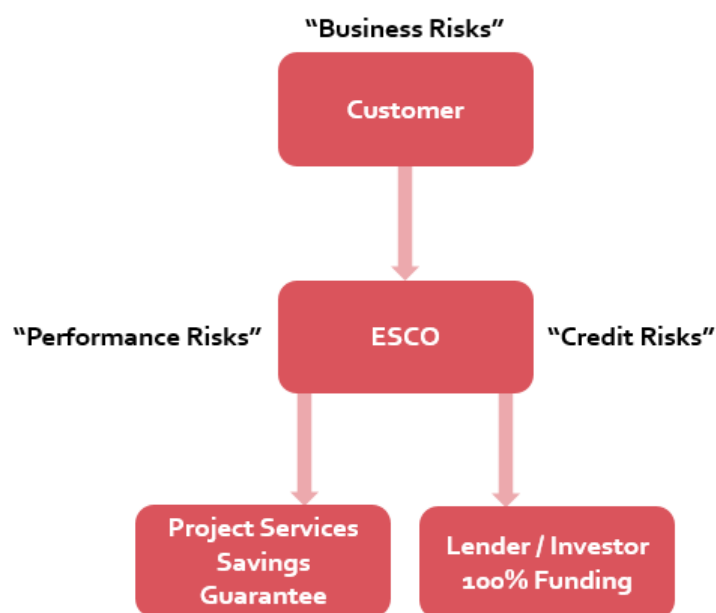 “Business Risks”
Customer
“Performance Risks”
ESCO
“Credit Risks”
Project Services
Savings
Guarantee
Lender / Investor
100% Funding